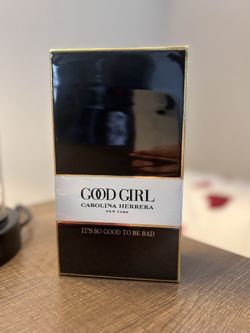 GOOD GIRL
CAROLINA HERRERA
NEW YORK
IT'S SO GOOD TO BE BAD